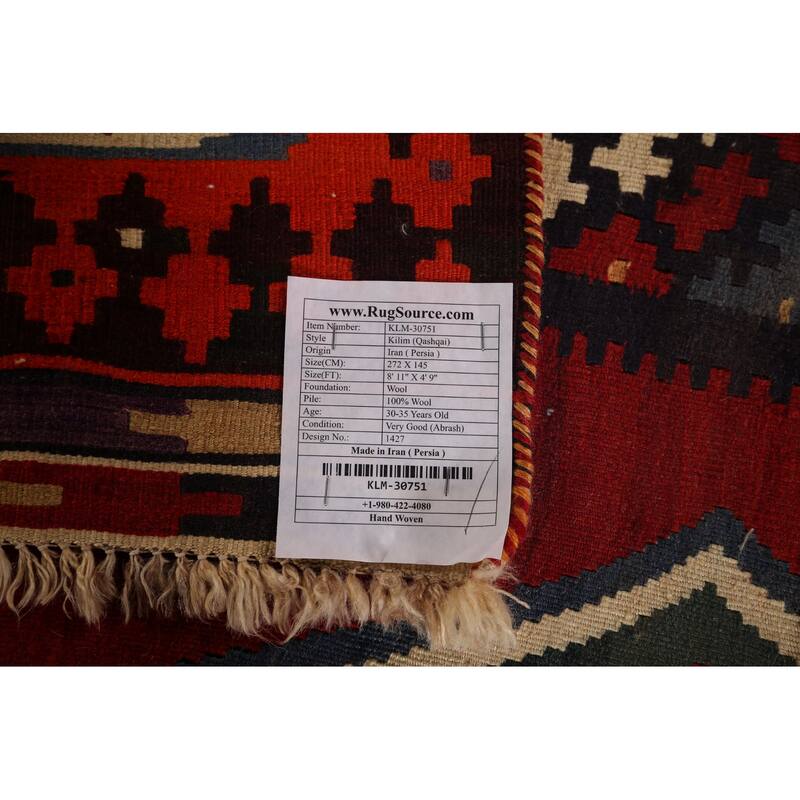 www.RugSource.com
Item Number: KLM-30751
Style Kilim (Qashqai)
Origin Iran ( Persia )
Size(CM): 272 X 145
Size(FT): 8' 11" X 4' 9"
Foundation: Wool
Pile: 100% Wool
Age: 30-35 Years Old
Condition: Very Good (Abrash)
Design No.: 1427
Made in Iran ( Persia )
KLM-30751
+1-980-422-4080
Hand Woven